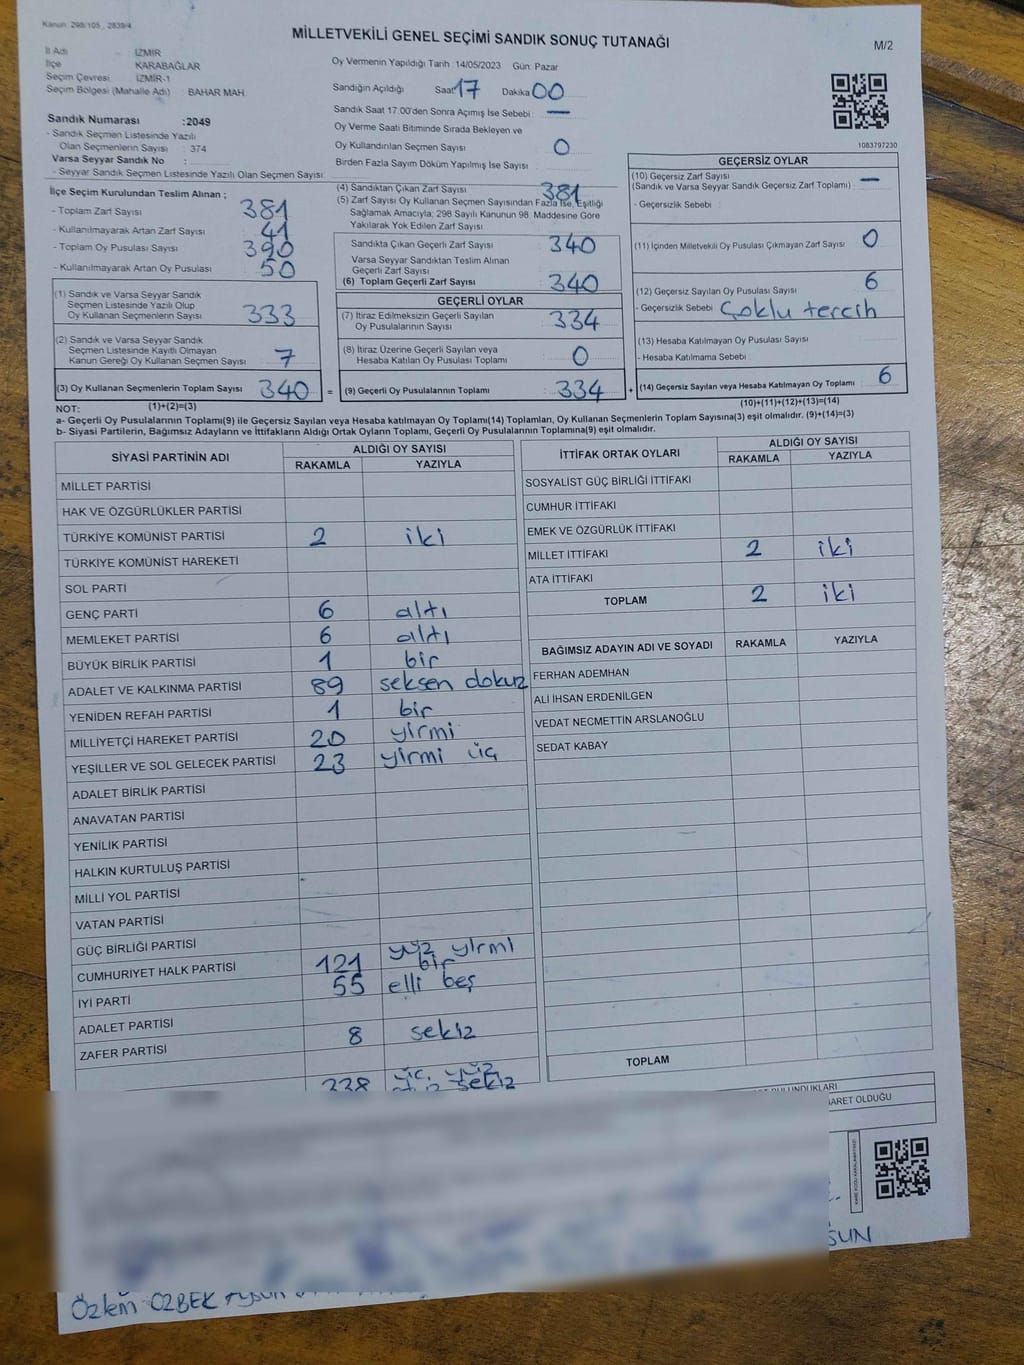 Kanun: 298/105 , 2839/4
MİLLETVEKİLİ GENEL SEÇİMİ SANDIK SONUÇ TUTANAĞI
M/2
İl Adı : İZMİR
İlçe : KARABAĞLAR
Seçim Çevresi : İZMİR-1
Seçim Bölgesi (Mahalle Adı) : BAHAR MAH.
Oy Vermenin Yapıldığı Tarih :14/05/2023 Gün: Pazar
Sandığın Açıldığı Saat: 17 Dakika 00
Sandık Saat 17:00'den Sonra Açımış İse Sebebi : —
Oy Verme Saati Bitiminde Sırada Bekleyen ve
Oy Kullandırılan Seçmen Sayısı : 0
Birden Fazla Sayım Döküm Yapılmış İse Sayısı :
Sandık Numarası :2049
- Sandık Seçmen Listesinde Yazılı
Olan Seçmenlerin Sayısı : 374
Varsa Seyyar Sandık No :
- Seyyar Sandık Seçmen Listesinde Yazılı Olan Seçmen Sayısı:
1083797230
İlçe Seçim Kurulundan Teslim Alınan ;
- Toplam Zarf Sayısı : 381
- Kullanılmayarak Artan Zarf Sayısı : 41
- Toplam Oy Pusulası Sayısı : 390
- Kullanılmayarak Artan Oy Pusulası : 50
(1) Sandık ve Varsa Seyyar Sandık
Seçmen Listesinde Yazılı Olup
Oy Kullanan Seçmenlerin Sayısı : 333
(2) Sandık ve Varsa Seyyar Sandık
Seçmen Listesinde Kayıtlı Olmayan
Kanun Gereği Oy Kullanan Seçmen Sayısı : 7
(3) Oy Kullanan Seçmenlerin Toplam Sayısı : 340 =
(4) Sandıktan Çıkan Zarf Sayısı : 381
(5) Zarf Sayısı Oy Kullanan Seçmen Sayısından Fazla İse, Eşitliği
Sağlamak Amacıyla, 298 Sayılı Kanunun 98. Maddesine Göre
Yakılarak Yok Edilen Zarf Sayısı :
Sandıkta Çıkan Geçerli Zarf Sayısı : 340
Varsa Seyyar Sandıktan Teslim Alınan
Geçerli Zarf Sayısı :
(6) Toplam Geçerli Zarf Sayısı : 340
GEÇERLİ OYLAR
(7) İtiraz Edilmeksizin Geçerli Sayılan
Oy Pusulalarının Sayısı : 334
(8) İtiraz Üzerine Geçerli Sayılan veya
Hesaba Katılan Oy Pusulası Toplamı : 0
(9) Geçerli Oy Pusulalarının Toplamı : 334 +
GEÇERSİZ OYLAR
(10) Geçersiz Zarf Sayısı : —
(Sandık ve Varsa Seyyar Sandık Geçersiz Zarf Toplamı)
- Geçersizlik Sebebi :
(11) İçinden Milletvekili Oy Pusulası Çıkmayan Zarf Sayısı : 0
(12) Geçersiz Sayılan Oy Pusulası Sayısı : 6
- Geçersizlik Sebebi : Çoklu tercih
(13) Hesaba Katılmayan Oy Pusulası Sayısı :
- Hesaba Katılmama Sebebi :
(14) Geçersiz Sayılan veya Hesaba Katılmayan Oy Toplamı : 6
NOT: (1)+(2)=(3)
(10)+(11)+(12)+(13)=(14)
a- Geçerli Oy Pusulalarının Toplamı(9) ile Geçersiz Sayılan veya Hesaba katılmayan Oy Toplamı(14) Toplamları, Oy Kullanan Seçmenlerin Toplam Sayısına(3) eşit olmalıdır. (9)+(14)=(3)
b- Siyasi Partilerin, Bağımsız Adayların ve İttifakların Aldığı Ortak Oyların Toplamı, Geçerli Oy Pusulalarının Toplamına(9) eşit olmalıdır.
SİYASİ PARTİNİN ADI ALDIĞI OY SAYISI
RAKAMLA YAZIYLA
MİLLET PARTİSİ
HAK VE ÖZGÜRLÜKLER PARTİSİ
TÜRKİYE KOMÜNİST PARTİSİ 2 iki
TÜRKİYE KOMÜNİST HAREKETİ
SOL PARTİ
GENÇ PARTİ 6 altı
MEMLEKET PARTİSİ 6 altı
BÜYÜK BİRLİK PARTİSİ 1 bir
ADALET VE KALKINMA PARTİSİ 89 seksen dokuz
YENİDEN REFAH PARTİSİ 1 bir
MİLLİYETÇİ HAREKET PARTİSİ 20 yirmi
YEŞİLLER VE SOL GELECEK PARTİSİ 23 yirmi üç
ADALET BİRLİK PARTİSİ
ANAVATAN PARTİSİ
YENİLİK PARTİSİ
HALKIN KURTULUŞ PARTİSİ
MİLLİ YOL PARTİSİ
VATAN PARTİSİ
GÜÇ BİRLİĞİ PARTİSİ
CUMHURİYET HALK PARTİSİ 121 yüz yirmi bir
İYİ PARTİ 55 elli beş
ADALET PARTİSİ
ZAFER PARTİSİ 8 sekiz
üç yüz
sekiz
İTTİFAK ORTAK OYLARI ALDIĞI OY SAYISI
RAKAMLA YAZIYLA
SOSYALİST GÜÇ BİRLİĞİ İTTİFAKI
CUMHUR İTTİFAKI
EMEK VE ÖZGÜRLÜK İTTİFAKI
MİLLET İTTİFAKI 2 iki
ATA İTTİFAKI
TOPLAM 2 iki
BAĞIMSIZ ADAYIN ADI VE SOYADI RAKAMLA YAZIYLA
FERHAN ADEMHAN
ALİ İHSAN ERDENİLGEN
VEDAT NECMETTİN ARSLANOĞLU
SEDAT KABAY
TOPLAM
BULUNDUKLARI
ARET OLDUĞU
SUN
Özlem ÖZBEK Aysun